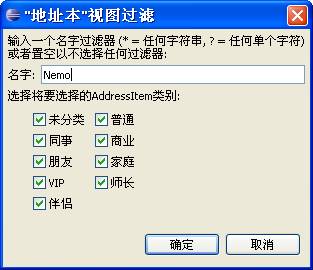 "地址本"视图过滤
输入一个名字过滤器 (* = 任何字符串, ? = 任何单个字符)
或者置空以不选择任何过滤器:
名字: Nemo
选择将要选择的AddressItem类别:
未分类 普通
同事 商业
朋友 家庭
VIP 师长
伴侣
确定 取消